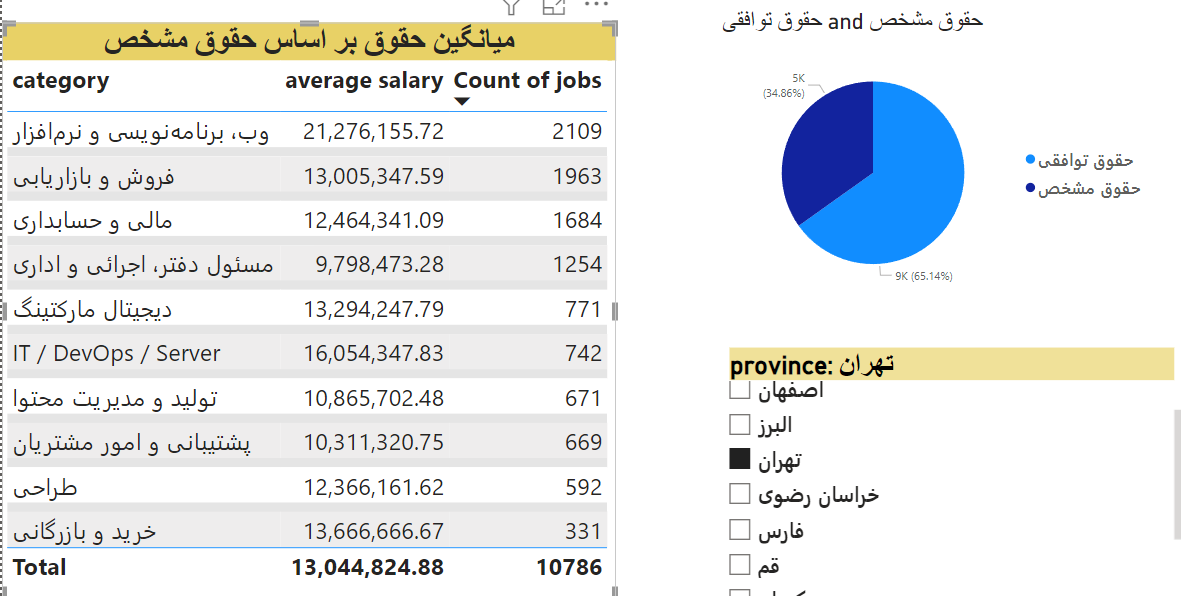 میانگین حقوق بر اساس حقوق مشخص
category average salary Count of jobs
وب، برنامه‌نویسی و نرم‌افزار 21,276,155.72 2109
فروش و بازاریابی 13,005,347.59 1963
مالی و حسابداری 12,464,341.09 1684
مسئول دفتر، اجرائی و اداری 9,798,473.28 1254
دیجیتال مارکتینگ 13,294,247.79 771
IT / DevOps / Server 16,054,347.83 742
تولید و مدیریت محتوا 10,865,702.48 671
پشتیبانی و امور مشتریان 10,311,320.75 669
طراحی 12,366,161.62 592
خرید و بازرگانی 13,666,666.67 331
Total 13,044,824.88 10786
حقوق مشخص and حقوق توافقی
5K
(34.86%)
حقوق توافقی
حقوق مشخص
9K (65.14%)
province: تهران
اصفهان
البرز
تهران
خراسان رضوی
فارس
قم